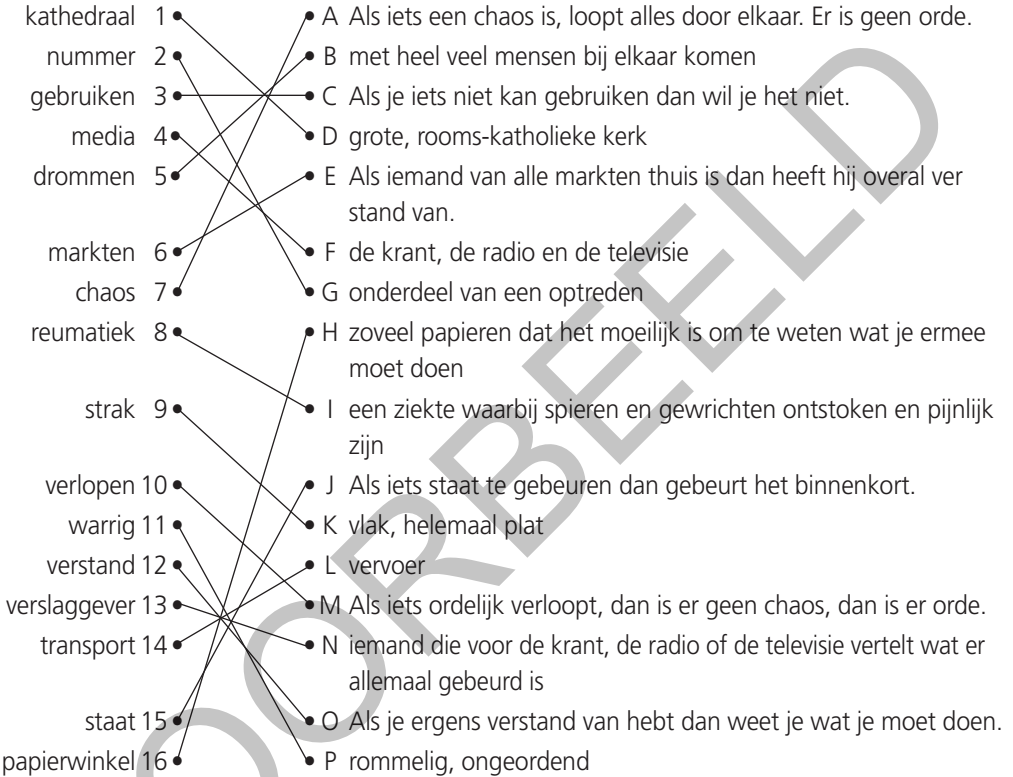 kathedraal 1 A Als iets een chaos is, loopt alles door elkaar. Er is geen orde.
nummer 2 B met heel veel mensen bij elkaar komen
gebruiken 3 C Als je iets niet kan gebruiken dan wil je het niet.
media 4 D grote, rooms-katholieke kerk
drommen 5 E Als iemand van alle markten thuis is dan heeft hij overal ver
stand van.
markten 6 F de krant, de radio en de televisie
chaos 7 G onderdeel van een optreden
reumatiek 8 H zoveel papieren dat het moeilijk is om te weten wat je ermee
moet doen
strak 9 I een ziekte waarbij spieren en gewrichten ontstoken en pijnlijk
zijn
verlopen 10 J Als iets staat te gebeuren dan gebeurt het binnenkort.
warrig 11 K vlak, helemaal plat
verstand 12 L vervoer
verslaggever 13 M Als iets ordelijk verloopt, dan is er geen chaos, dan is er orde.
transport 14 N iemand die voor de krant, de radio of de televisie vertelt wat er
allemaal gebeurd is
staat 15 O Als je ergens verstand van hebt dan weet je wat je moet doen.
papierwinkel 16 P rommelig, ongeordend
OORBEELD